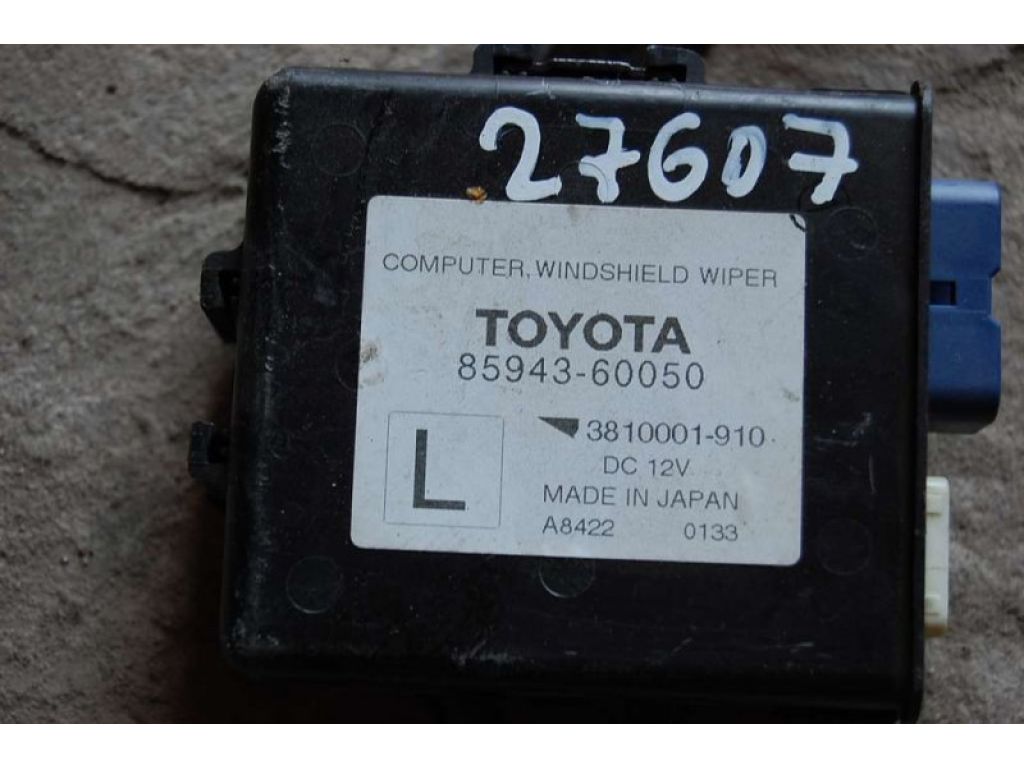 27607
COMPUTER, WINDSHIELD WIPER
TOYOTA
85943-60050
L
3810001-910
DC 12V
MADE IN JAPAN
A8422 0133